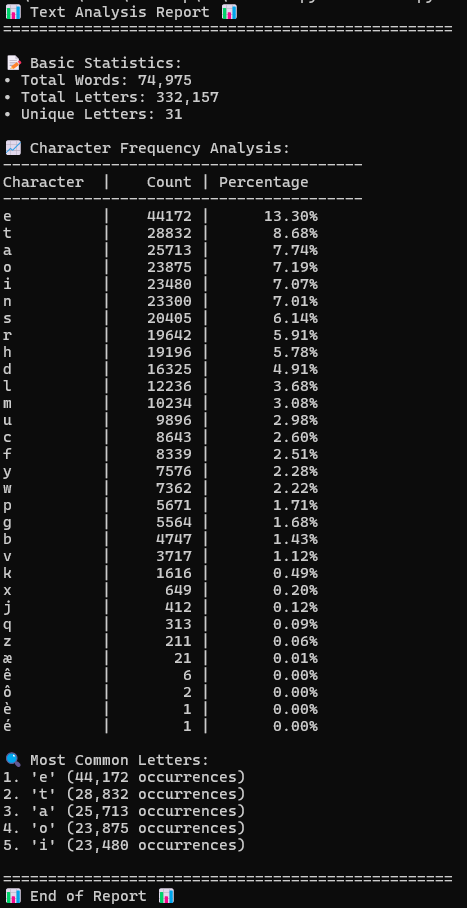 📊 Text Analysis Report 📊
==================================================
📝 Basic Statistics:
• Total Words: 74,975
• Total Letters: 332,157
• Unique Letters: 31
📈 Character Frequency Analysis:
----------------------------------------
Character  |    Count | Percentage
----------------------------------------
e          |    44172 |      13.30%
t          |    28832 |       8.68%
a          |    25713 |       7.74%
o          |    23875 |       7.19%
i          |    23480 |       7.07%
n          |    23300 |       7.01%
s          |    20405 |       6.14%
r          |    19642 |       5.91%
h          |    19196 |       5.78%
d          |    16325 |       4.91%
l          |    12236 |       3.68%
m          |    10234 |       3.08%
u          |     9896 |       2.98%
c          |     8643 |       2.60%
f          |     8339 |       2.51%
y          |     7576 |       2.28%
w          |     7362 |       2.22%
p          |     5671 |       1.71%
g          |     5564 |       1.68%
b          |     4747 |       1.43%
v          |     3717 |       1.12%
k          |     1616 |       0.49%
x          |      649 |       0.20%
j          |      412 |       0.12%
q          |      313 |       0.09%
z          |      211 |       0.06%
æ          |       21 |       0.01%
ê          |        6 |       0.00%
ô          |        2 |       0.00%
è          |        1 |       0.00%
é          |        1 |       0.00%
🔍 Most Common Letters:
1. 'e' (44,172 occurrences)
2. 't' (28,832 occurrences)
3. 'a' (25,713 occurrences)
4. 'o' (23,875 occurrences)
5. 'i' (23,480 occurrences)
==================================================
📊 End of Report 📊